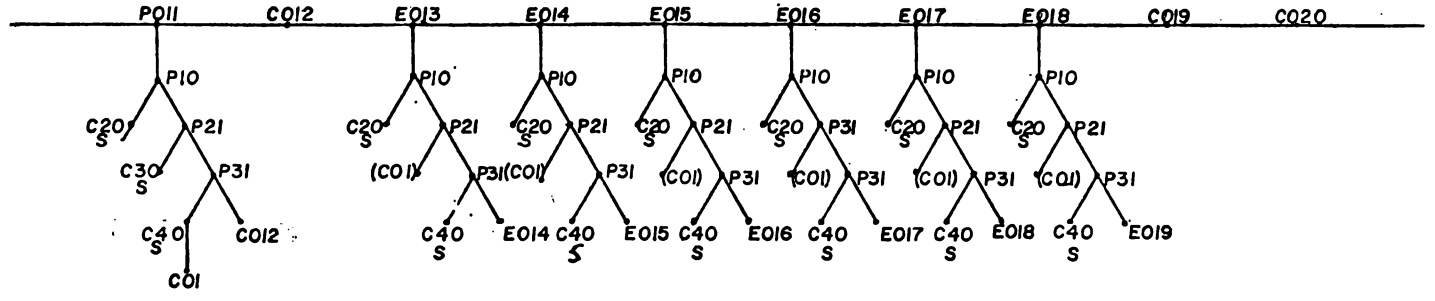 PO11 CO12 EO13 EO14 EO15 EO16 EO17 EO18 CO19 CO20
P10 P10 P10 P10 P10 P10 P10
C20 P21 C20 P21 C20 P21 C20 P21 C20 P31 C20 P21 C20 P21
S S S S S S S
C30 P31 (CO1) P31 (CO1) P31 (CO1) P31 (CO1) P31 (CO1) P31 (CO1) P31
S
C40 CO12 C40 EO14 C40 EO15 C40 EO16 C40 EO17 C40 EO18 C40 EO19
S S S S S S S
CO1